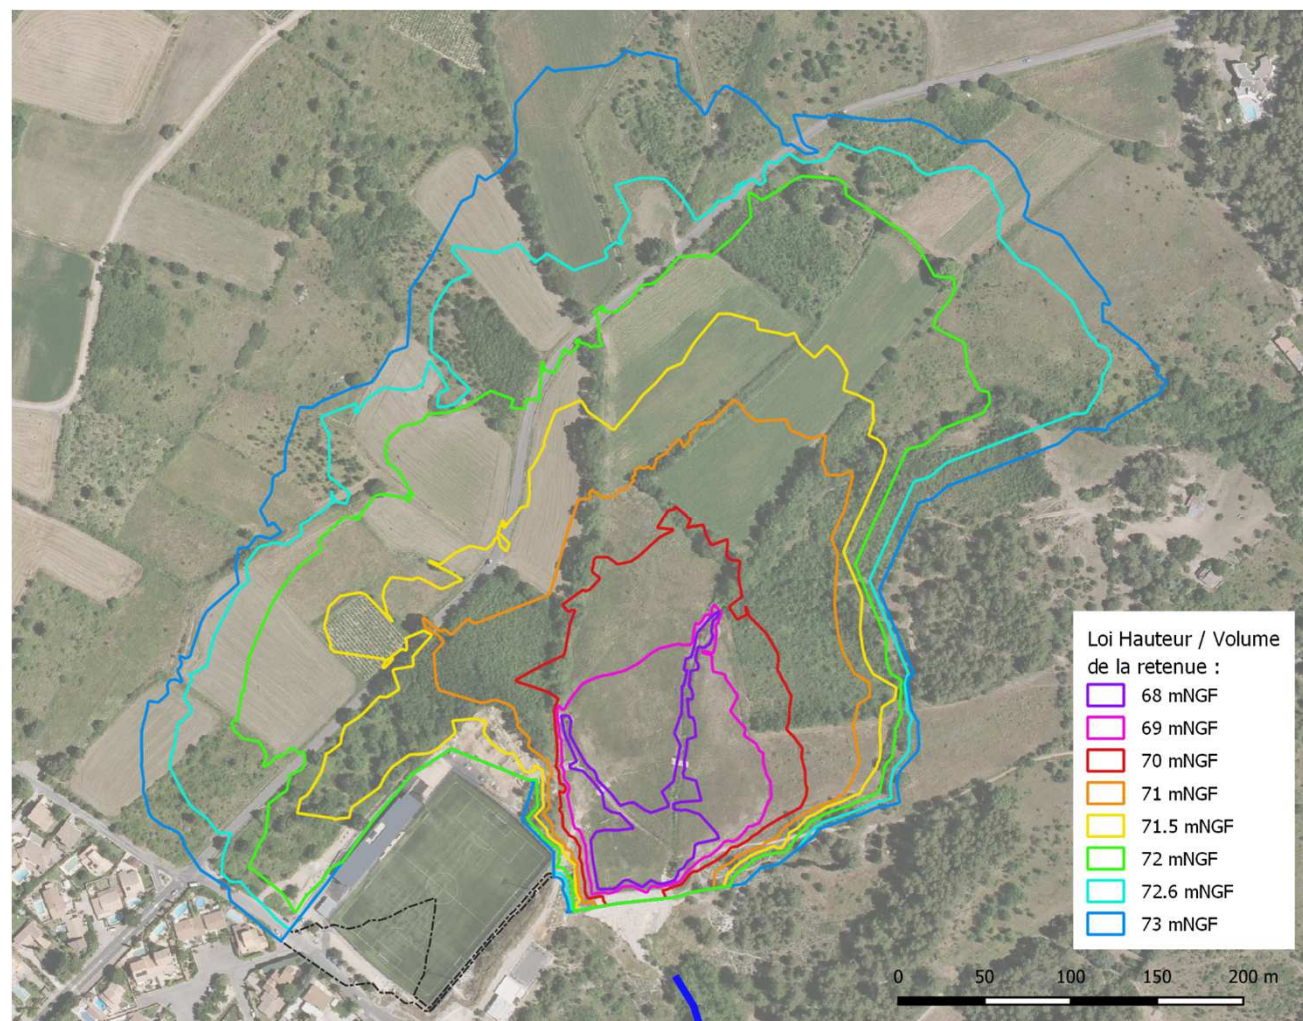 Loi Hauteur / Volume
de la retenue :
68 mNGF
69 mNGF
70 mNGF
71 mNGF
71.5 mNGF
72 mNGF
72.6 mNGF
73 mNGF
0 50 100 150 200 m